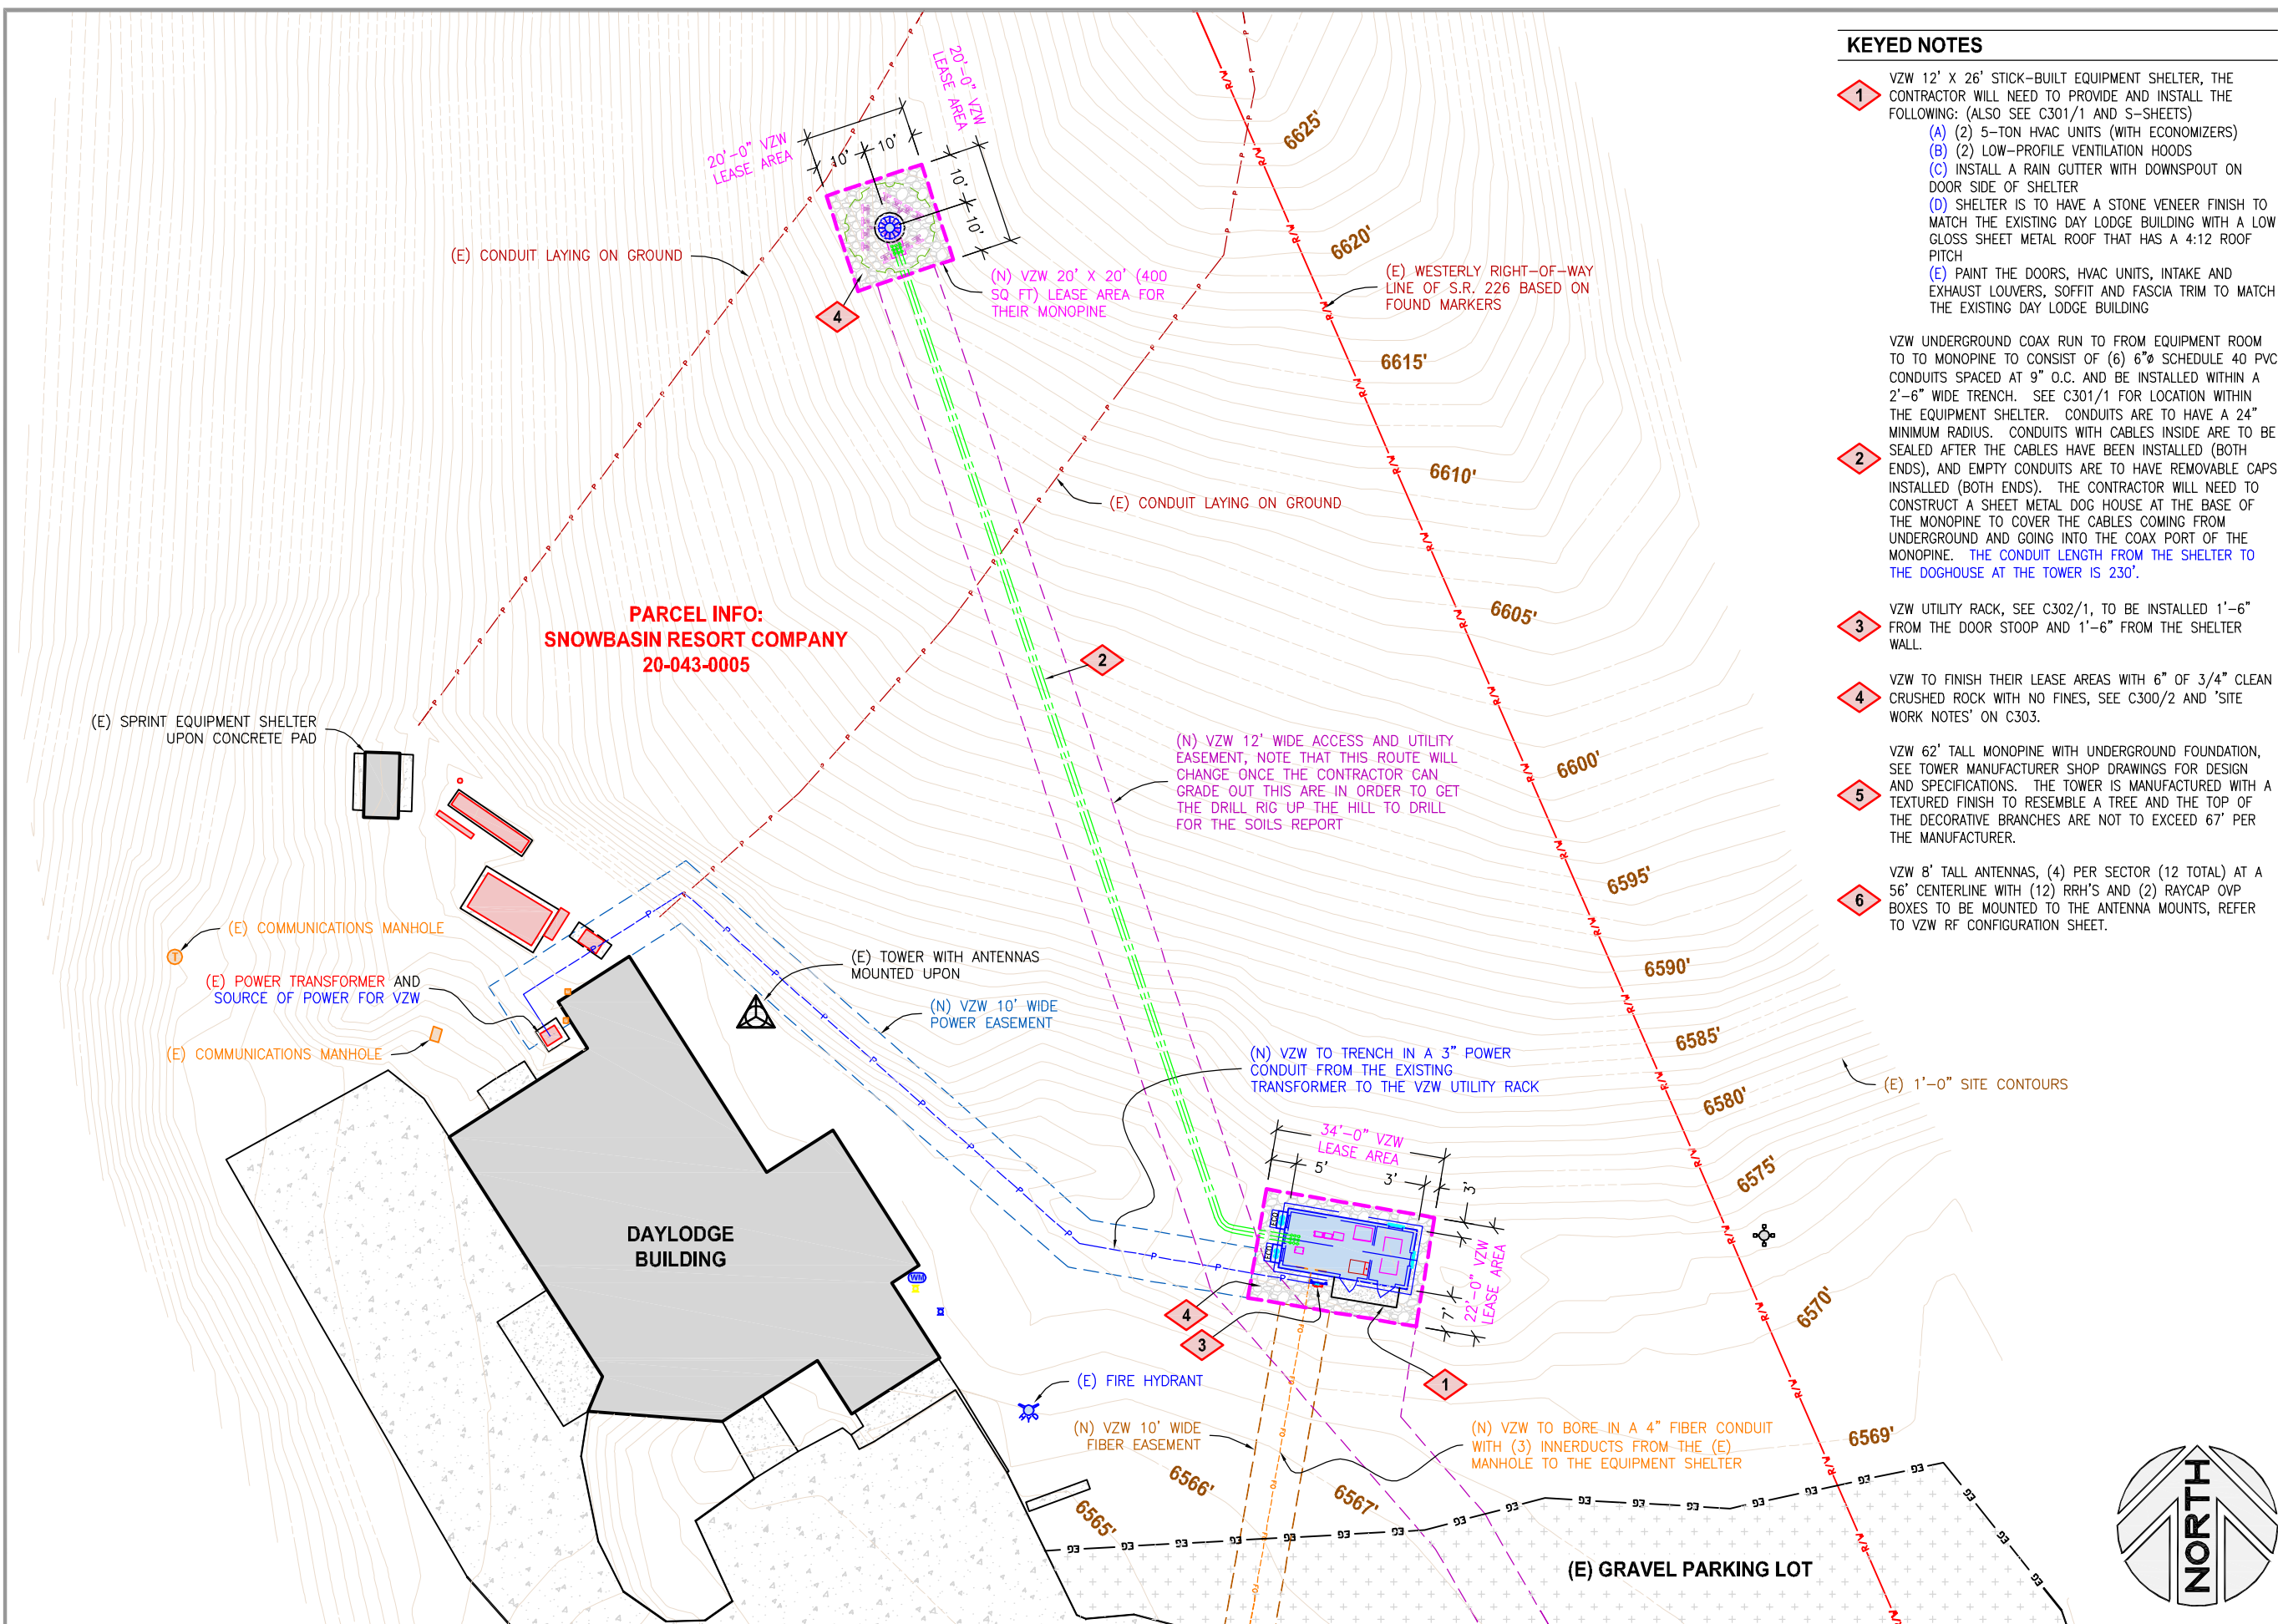 KEYED NOTES
1
VZW 12' X 26' STICK-BUILT EQUIPMENT SHELTER, THE
CONTRACTOR WILL NEED TO PROVIDE AND INSTALL THE
FOLLOWING: (ALSO SEE C301/1 AND S-SHEETS)
(A) (2) 5-TON HVAC UNITS (WITH ECONOMIZERS)
(B) (2) LOW-PROFILE VENTILATION HOODS
(C) INSTALL A RAIN GUTTER WITH DOWNSPOUT ON
DOOR SIDE OF SHELTER
(D) SHELTER IS TO HAVE A STONE VENEER FINISH TO
MATCH THE EXISTING DAY LODGE BUILDING WITH A LOW
GLOSS SHEET METAL ROOF THAT HAS A 4:12 ROOF
PITCH
(E) PAINT THE DOORS, HVAC UNITS, INTAKE AND
EXHAUST LOUVERS, SOFFIT AND FASCIA TRIM TO MATCH
THE EXISTING DAY LODGE BUILDING
2
VZW UNDERGROUND COAX RUN TO FROM EQUIPMENT ROOM
TO TO MONOPINE TO CONSIST OF (6) 6"ø SCHEDULE 40 PVC
CONDUITS SPACED AT 9" O.C. AND BE INSTALLED WITHIN A
2'-6" WIDE TRENCH. SEE C301/1 FOR LOCATION WITHIN
THE EQUIPMENT SHELTER. CONDUITS ARE TO HAVE A 24"
MINIMUM RADIUS. CONDUITS WITH CABLES INSIDE ARE TO BE
SEALED AFTER THE CABLES HAVE BEEN INSTALLED (BOTH
ENDS), AND EMPTY CONDUITS ARE TO HAVE REMOVABLE CAPS
INSTALLED (BOTH ENDS). THE CONTRACTOR WILL NEED TO
CONSTRUCT A SHEET METAL DOG HOUSE AT THE BASE OF
THE MONOPINE TO COVER THE CABLES COMING FROM
UNDERGROUND AND GOING INTO THE COAX PORT OF THE
MONOPINE. THE CONDUIT LENGTH FROM THE SHELTER TO
THE DOGHOUSE AT THE TOWER IS 230'.
3
VZW UTILITY RACK, SEE C302/1, TO BE INSTALLED 1'-6"
FROM THE DOOR STOOP AND 1'-6" FROM THE SHELTER
WALL.
4
VZW TO FINISH THEIR LEASE AREAS WITH 6" OF 3/4" CLEAN
CRUSHED ROCK WITH NO FINES, SEE C300/2 AND 'SITE
WORK NOTES' ON C303.
5
VZW 62' TALL MONOPINE WITH UNDERGROUND FOUNDATION,
SEE TOWER MANUFACTURER SHOP DRAWINGS FOR DESIGN
AND SPECIFICATIONS. THE TOWER IS MANUFACTURED WITH A
TEXTURED FINISH TO RESEMBLE A TREE AND THE TOP OF
THE DECORATIVE BRANCHES ARE NOT TO EXCEED 67' PER
THE MANUFACTURER.
6
VZW 8' TALL ANTENNAS, (4) PER SECTOR (12 TOTAL) AT A
56' CENTERLINE WITH (12) RRH'S AND (2) RAYCAP OVP
BOXES TO BE MOUNTED TO THE ANTENNA MOUNTS, REFER
TO VZW RF CONFIGURATION SHEET.
20'-0" VZW
LEASE AREA
20'-0" VZW
LEASE AREA
10'
10'
10'
10'
(E) CONDUIT LAYING ON GROUND
4
(N) VZW 20' X 20' (400
SQ FT) LEASE AREA FOR
THEIR MONOPINE
(E) WESTERLY RIGHT-OF-WAY
LINE OF S.R. 226 BASED ON
FOUND MARKERS
6625'
6620'
6615'
6610'
6605'
6600'
6595'
6590'
6585'
6580'
6575'
6570'
6569'
6567'
6566'
6565'
(E) CONDUIT LAYING ON GROUND
PARCEL INFO:
SNOWBASIN RESORT COMPANY
20-043-0005
2
(E) SPRINT EQUIPMENT SHELTER
UPON CONCRETE PAD
(N) VZW 12' WIDE ACCESS AND UTILITY
EASEMENT, NOTE THAT THIS ROUTE WILL
CHANGE ONCE THE CONTRACTOR CAN
GRADE OUT THIS ARE IN ORDER TO GET
THE DRILL RIG UP THE HILL TO DRILL
FOR THE SOILS REPORT
(E) COMMUNICATIONS MANHOLE
T
(E) POWER TRANSFORMER AND
SOURCE OF POWER FOR VZW
(E) COMMUNICATIONS MANHOLE
(E) TOWER WITH ANTENNAS
MOUNTED UPON
(N) VZW 10' WIDE
POWER EASEMENT
(N) VZW TO TRENCH IN A 3" POWER
CONDUIT FROM THE EXISTING
TRANSFORMER TO THE VZW UTILITY RACK
(E) 1'-0" SITE CONTOURS
34'-0" VZW
LEASE AREA
5'
3'
3'
22'-0" VZW
LEASE AREA
7'
DAYLODGE
BUILDING
WM
4
3
1
(E) FIRE HYDRANT
(N) VZW 10' WIDE
FIBER EASEMENT
(N) VZW TO BORE IN A 4" FIBER CONDUIT
WITH (3) INNERDUCTS FROM THE (E)
MANHOLE TO THE EQUIPMENT SHELTER
(E) GRAVEL PARKING LOT
NORTH